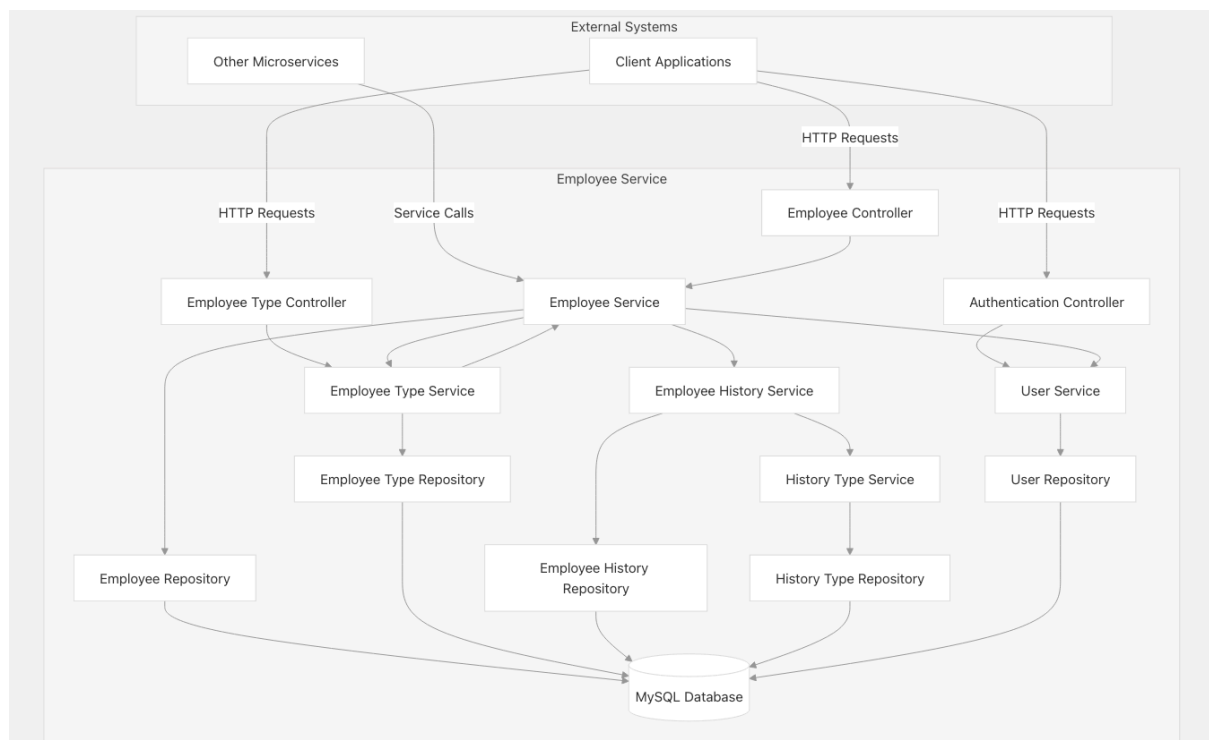 External Systems
Other Microservices
Client Applications
HTTP Requests
Employee Service
HTTP Requests
Service Calls
Employee Controller
HTTP Requests
Employee Type Controller
Employee Service
Authentication Controller
Employee Type Service
Employee History Service
User Service
Employee Type Repository
History Type Service
User Repository
Employee Repository
Employee History
Repository
History Type Repository
MySQL Database